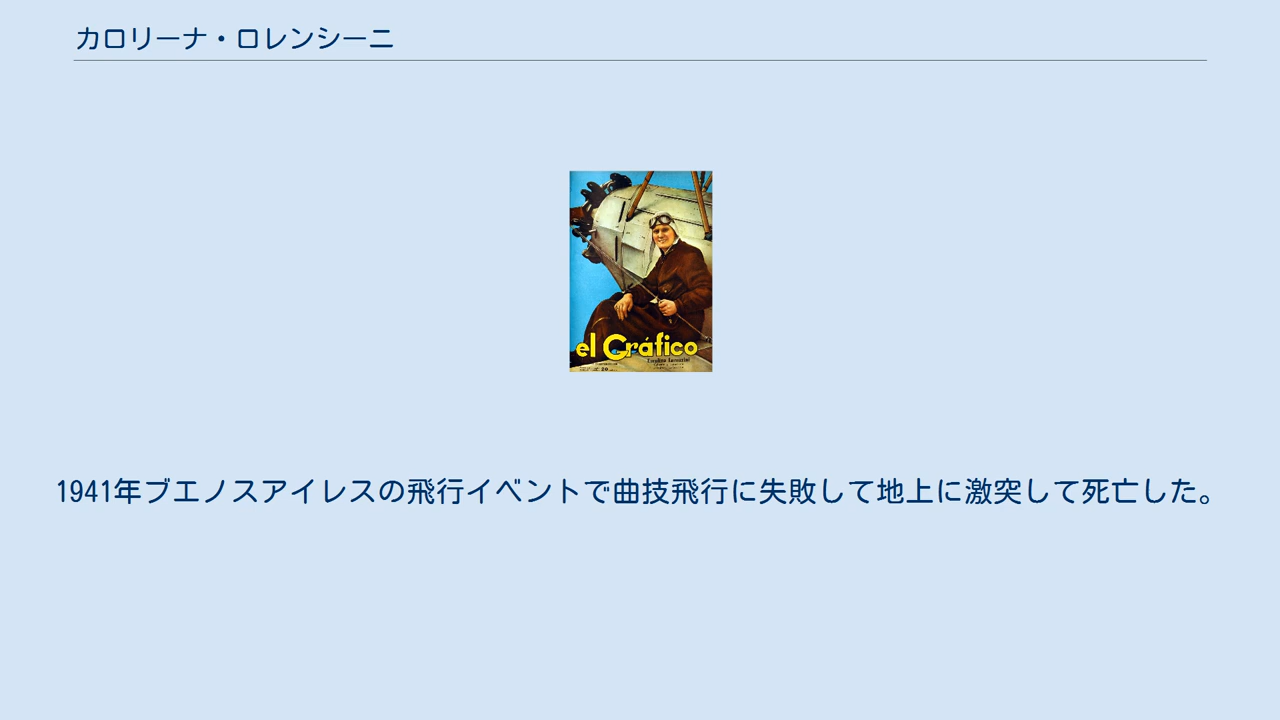 カロリーナ・ロレンシーニ
el Gráfico
1941年ブエノスアイレスの飛行イベントで曲技飛行に失敗して地上に激突して死亡した。